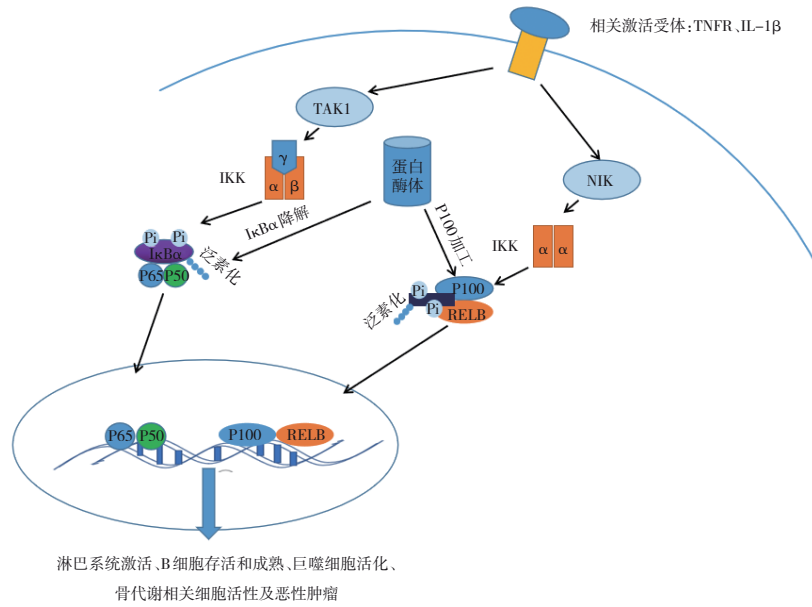 相关激活受体:TNFR、IL-1β
TAK1
γ
IKK
α β
蛋白
酶体
NIK
IκBα降解
P100加工
IKK
α α
Pi Pi
IκBα
泛素化
P65 P50
Pi
P100
泛素化
Pi
RELB
P65 P50
P100 RELB
淋巴系统激活、B细胞存活和成熟、巨噬细胞活化、
骨代谢相关细胞活性及恶性肿瘤